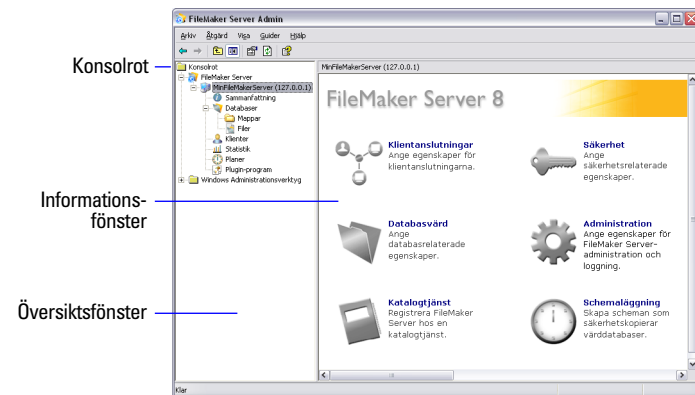 FileMaker Server Admin
Arkiv Åtgärd Visa Guider Hjälp
Konsolrot
Konsolrot
FileMaker Server
MinFileMakerServer (127.0.0.1)
Sammanfattning
Databaser
Mappar
Filer
Klienter
Statistik
Planer
Plugin-program
Windows Administrationsverktyg
Informations-
fönster
Översiktsfönster
MinFileMakerServer (127.0.0.1)
FileMaker Server 8
Klientanslutningar
Ange egenskaper för
klientanslutningarna.
Säkerhet
Ange
säkerhetsrelaterade
egenskaper.
Databasvärd
Ange
databasrelaterade
egenskaper.
Administration
Ange egenskaper för
FileMaker Server-
administration och
loggning.
Katalogtjänst
Registrera FileMaker
Server hos en
katalogtjänst.
Schemaläggning
Skapa scheman som
säkerhetskopierar
värddatabaser.
Klar